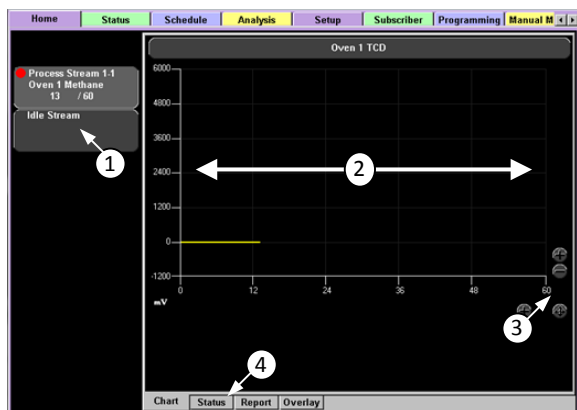 Home Status Schedule Analysis Setup Subscriber Programming Manual M
Oven 1 TCD
Process Stream 1-1
Oven 1 Methane
13 / 60
Idle Stream
1
2
3
4
6000
4800
3600
2400
1200
0
-1200
0 12 24 36 48 60
mV
Chart Status Report Overlay